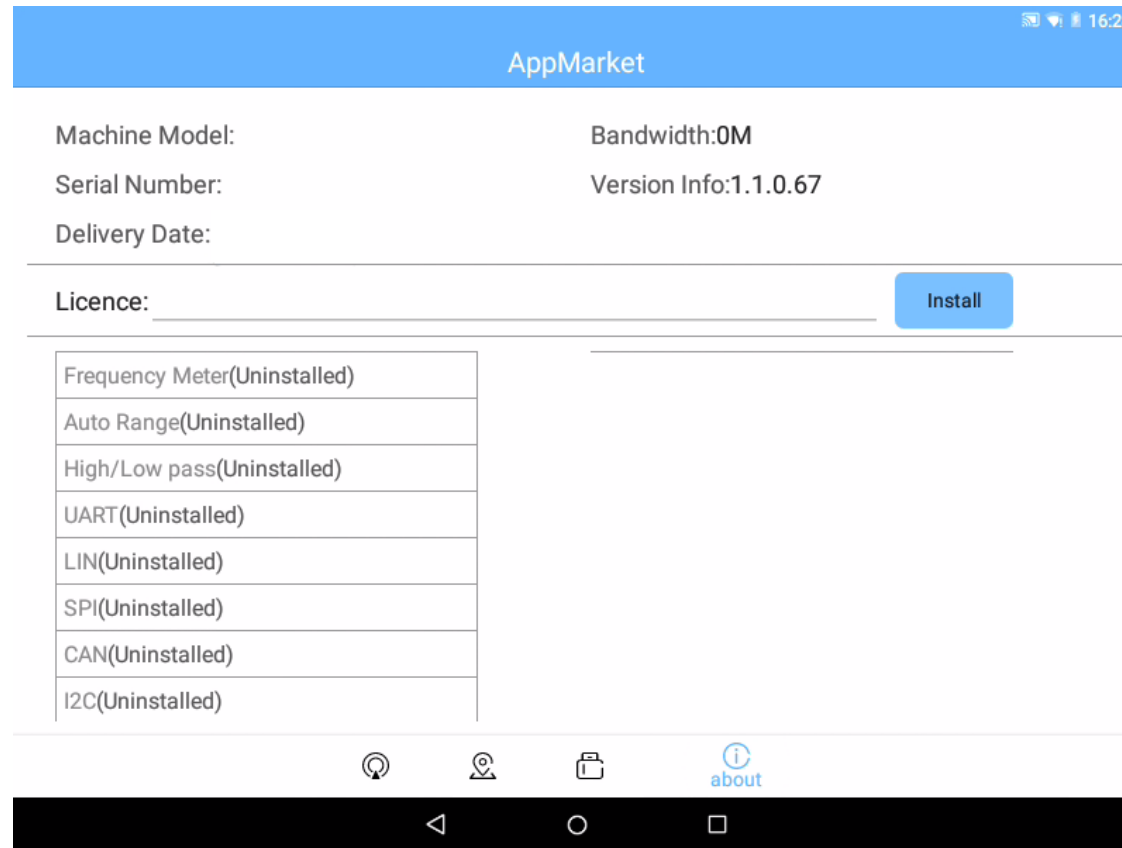 16:2
AppMarket
Machine Model:
Bandwidth:0M
Serial Number:
Version Info:1.1.0.67
Delivery Date:
Licence:
Install
Frequency Meter(Uninstalled)
Auto Range(Uninstalled)
High/Low pass(Uninstalled)
UART(Uninstalled)
LIN(Uninstalled)
SPI(Uninstalled)
CAN(Uninstalled)
I2C(Uninstalled)
about